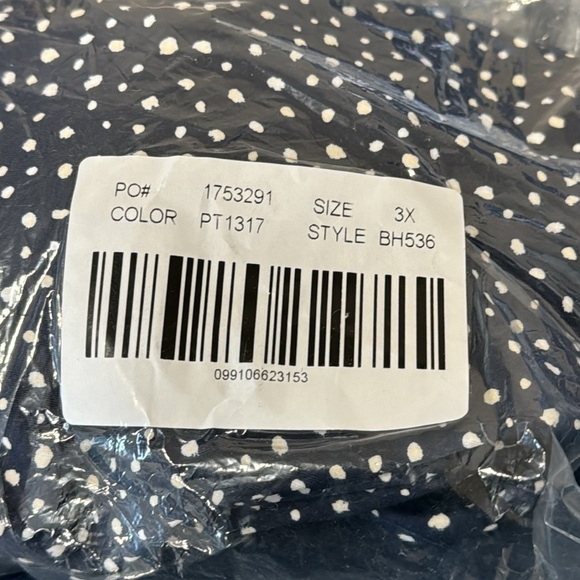 PO# 1753291 SIZE 3X
COLOR PT1317 STYLE BH536
099106623153